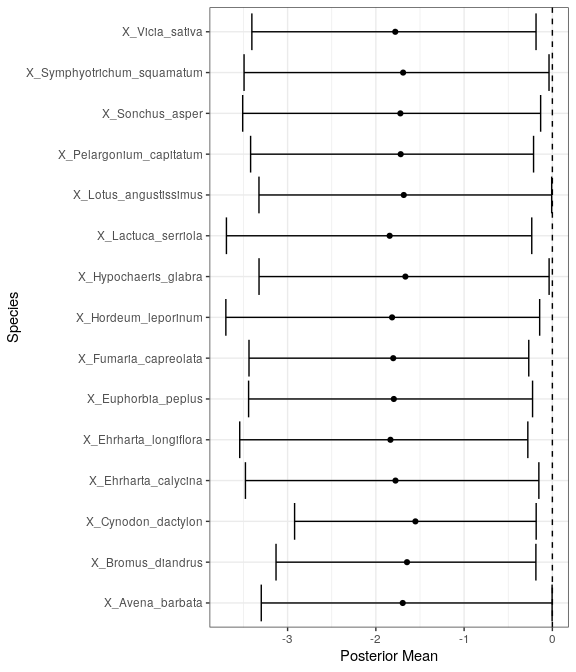 X_Vicia_sativa
X_Symphyotrichum_squamatum
X_Sonchus_asper
X_Pelargonium_capitatum
X_Lotus_angustissimus
X_Lactuca_serriola
X_Hypochaeris_glabra
X_Hordeum_leporinum
X_Fumaria_capreolata
X_Euphorbia_peplus
X_Ehrharta_longiflora
X_Ehrharta_calycina
X_Cynodon_dactylon
X_Bromus_diandrus
X_Avena_barbata
Species
-3 -2 -1 0
Posterior Mean